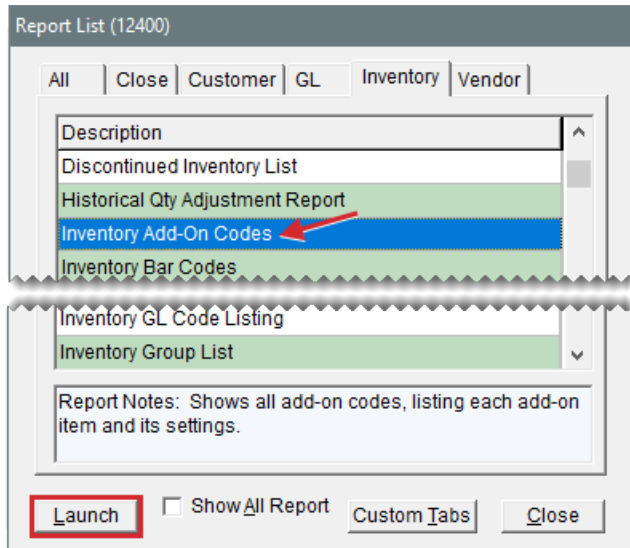 Report List (12400)
All Close Customer GL Inventory Vendor
Description
Discontinued Inventory List
Historical Qty Adjustment Report
Inventory Add-On Codes
Inventory Bar Codes
Inventory GL Code Listing
Inventory Group List
Report Notes: Shows all add-on codes, listing each add-on
item and its settings.
Launch Show All Report Custom Tabs Close